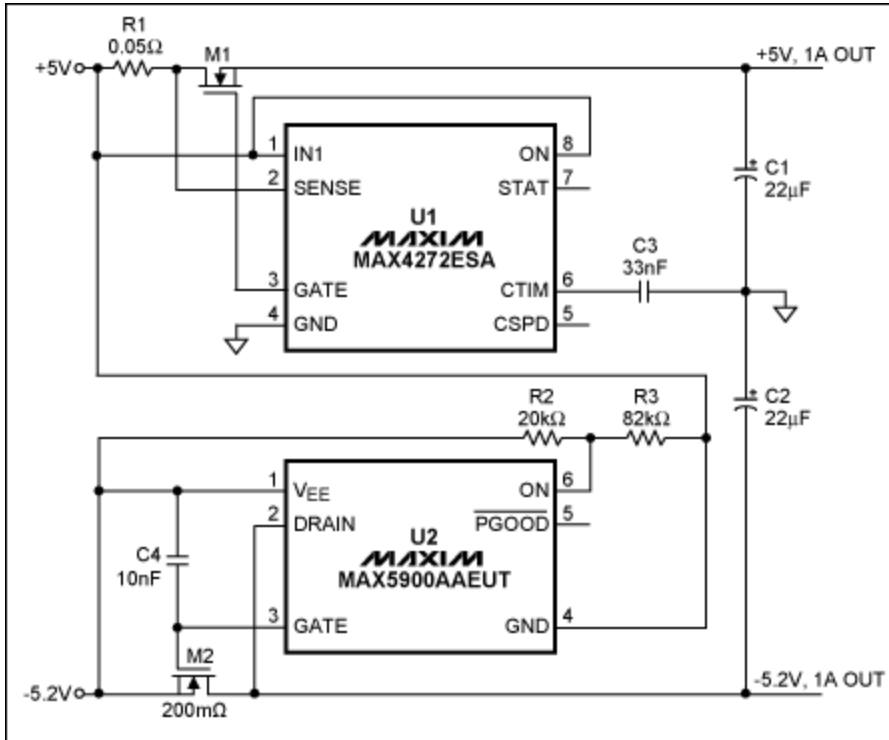 R1
0.05Ω
M1
+5V
+5V, 1A OUT
1
IN1
ON
8
2
SENSE
STAT
7
C1
22μF
U1
MAXIM
MAX4272ESA
C3
33nF
3
GATE
CTIM
6
4
GND
CSPD
5
R2
20kΩ
R3
82kΩ
C2
22μF
1
VEE
ON
6
2
DRAIN
PGOOD
5
U2
MAXIM
MAX5900AAEUT
C4
10nF
3
GATE
GND
4
M2
-5.2V
200mΩ
-5.2V, 1A OUT